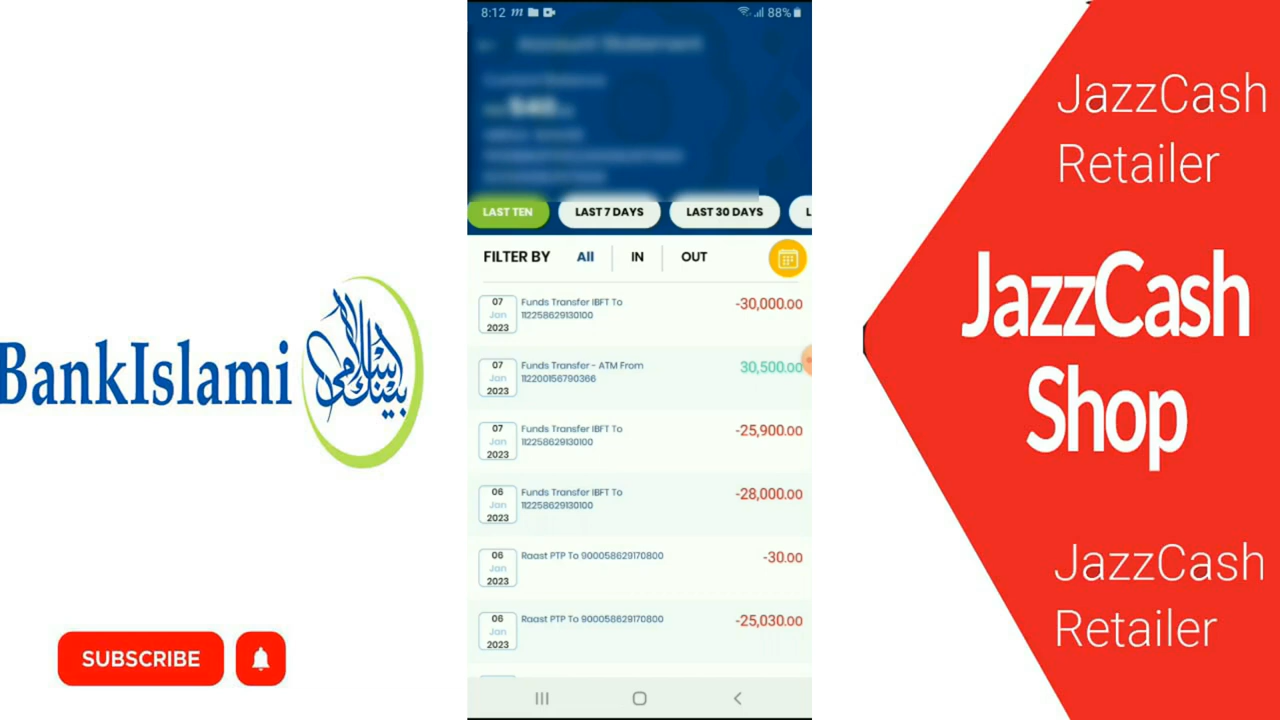 BankIslami
بینک اسلامی
SUBSCRIBE
8:12
88%
LAST TEN
LAST 7 DAYS
LAST 30 DAYS
L
FILTER BY
All
IN
OUT
07
Jan
2023
Funds Transfer IBFT To
112258629130100
-30,000.00
07
Jan
2023
Funds Transfer - ATM From
112200156790366
30,500.00
07
Jan
2023
Funds Transfer IBFT To
112258629130100
-25,900.00
06
Jan
2023
Funds Transfer IBFT To
112258629130100
-28,000.00
06
Jan
2023
Raast PTP To 900058629170800
-30.00
06
Jan
2023
Raast PTP To 900058629170800
-25,030.00
JazzCash
Retailer
JazzCash
Shop
JazzCash
Retailer